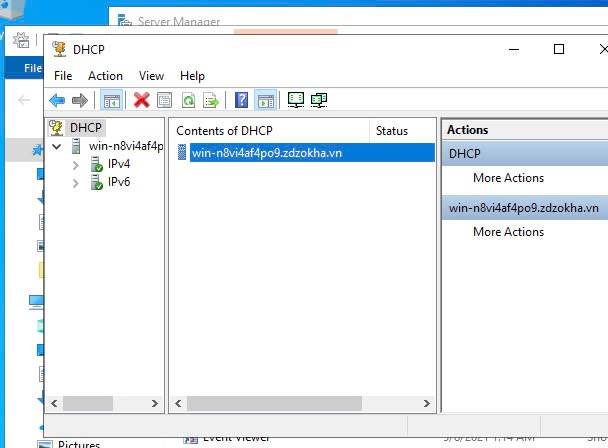 Server Manager
DHCP
File
File Action View Help
DHCP
win-n8vi4af4p
IPv4
IPv6
Contents of DHCP Status
win-n8vi4af4po9.zdzokha.vn
Actions
DHCP
More Actions
win-n8vi4af4po9.zdzokha.vn
More Actions
Pictures
Event Viewer